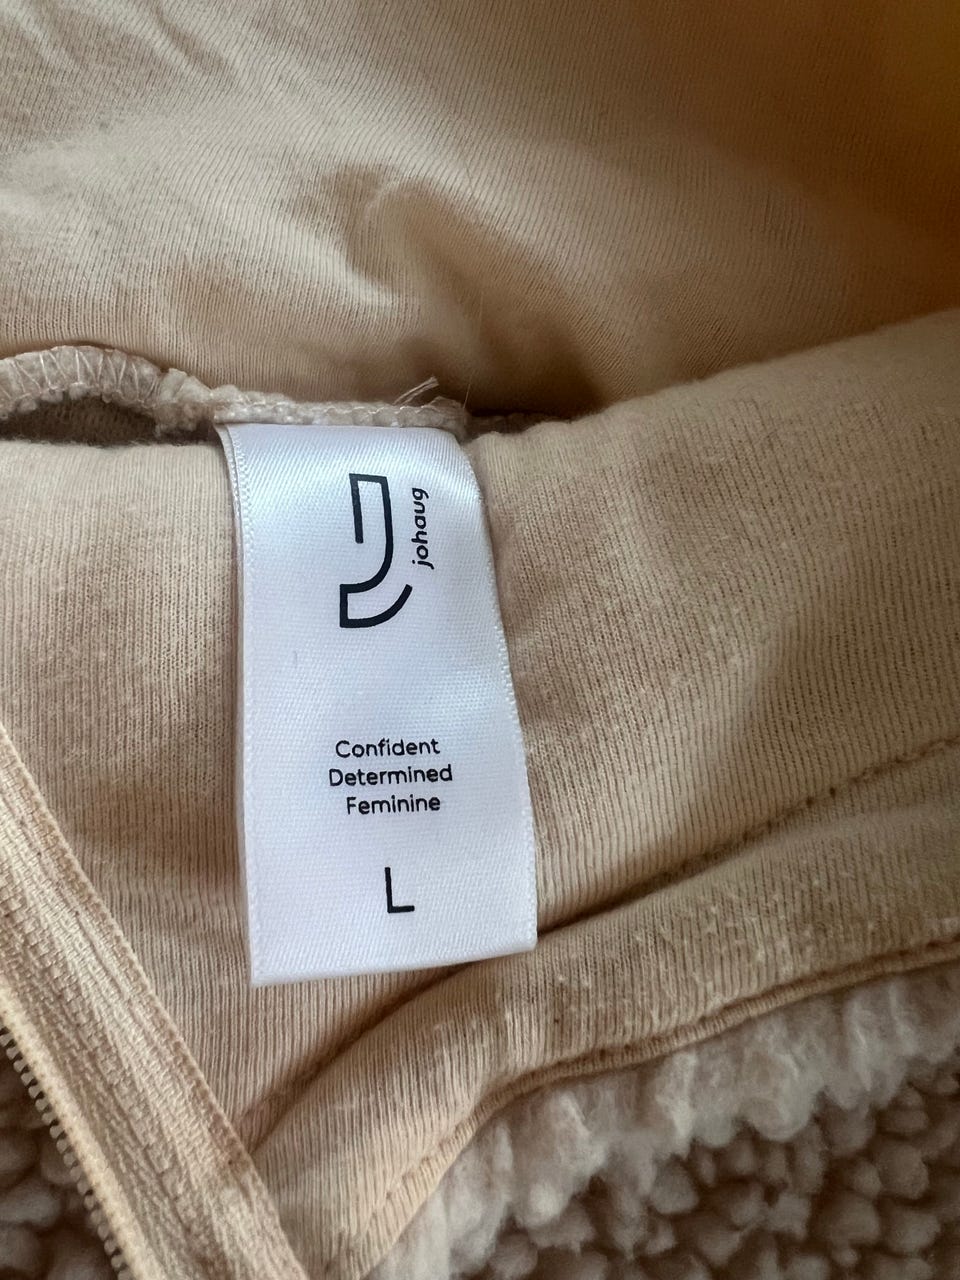 johaug
Confident
Determined
Feminine
L